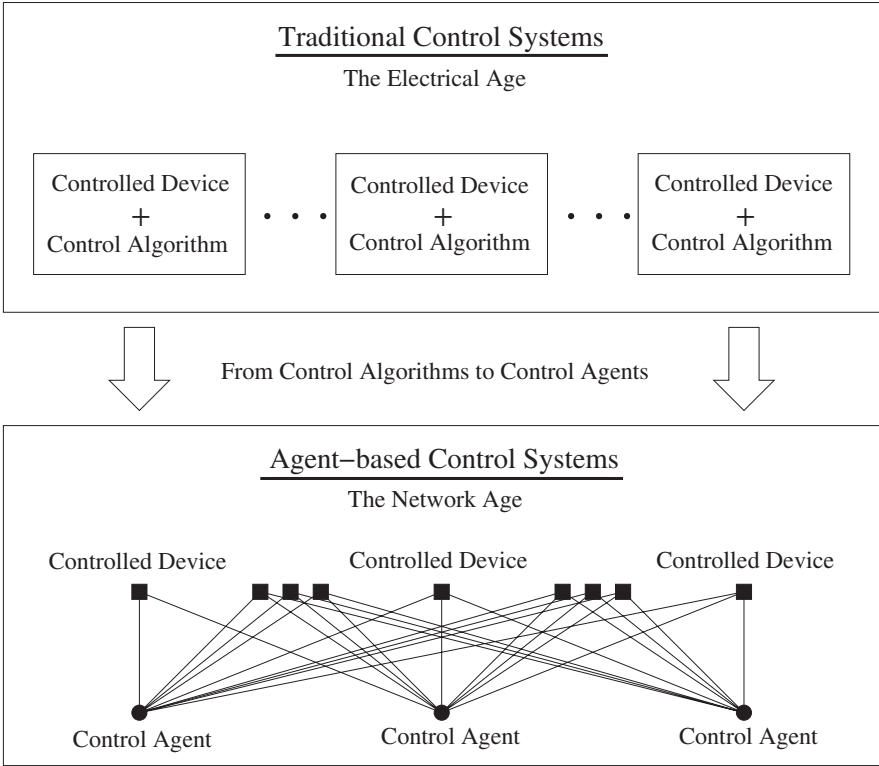 Traditional Control Systems
The Electrical Age
Controlled Device
+
Control Algorithm
Controlled Device
+
Control Algorithm
Controlled Device
+
Control Algorithm
From Control Algorithms to Control Agents
Agent−based Control Systems
The Network Age
Controlled Device
Controlled Device
Controlled Device
Control Agent
Control Agent
Control Agent